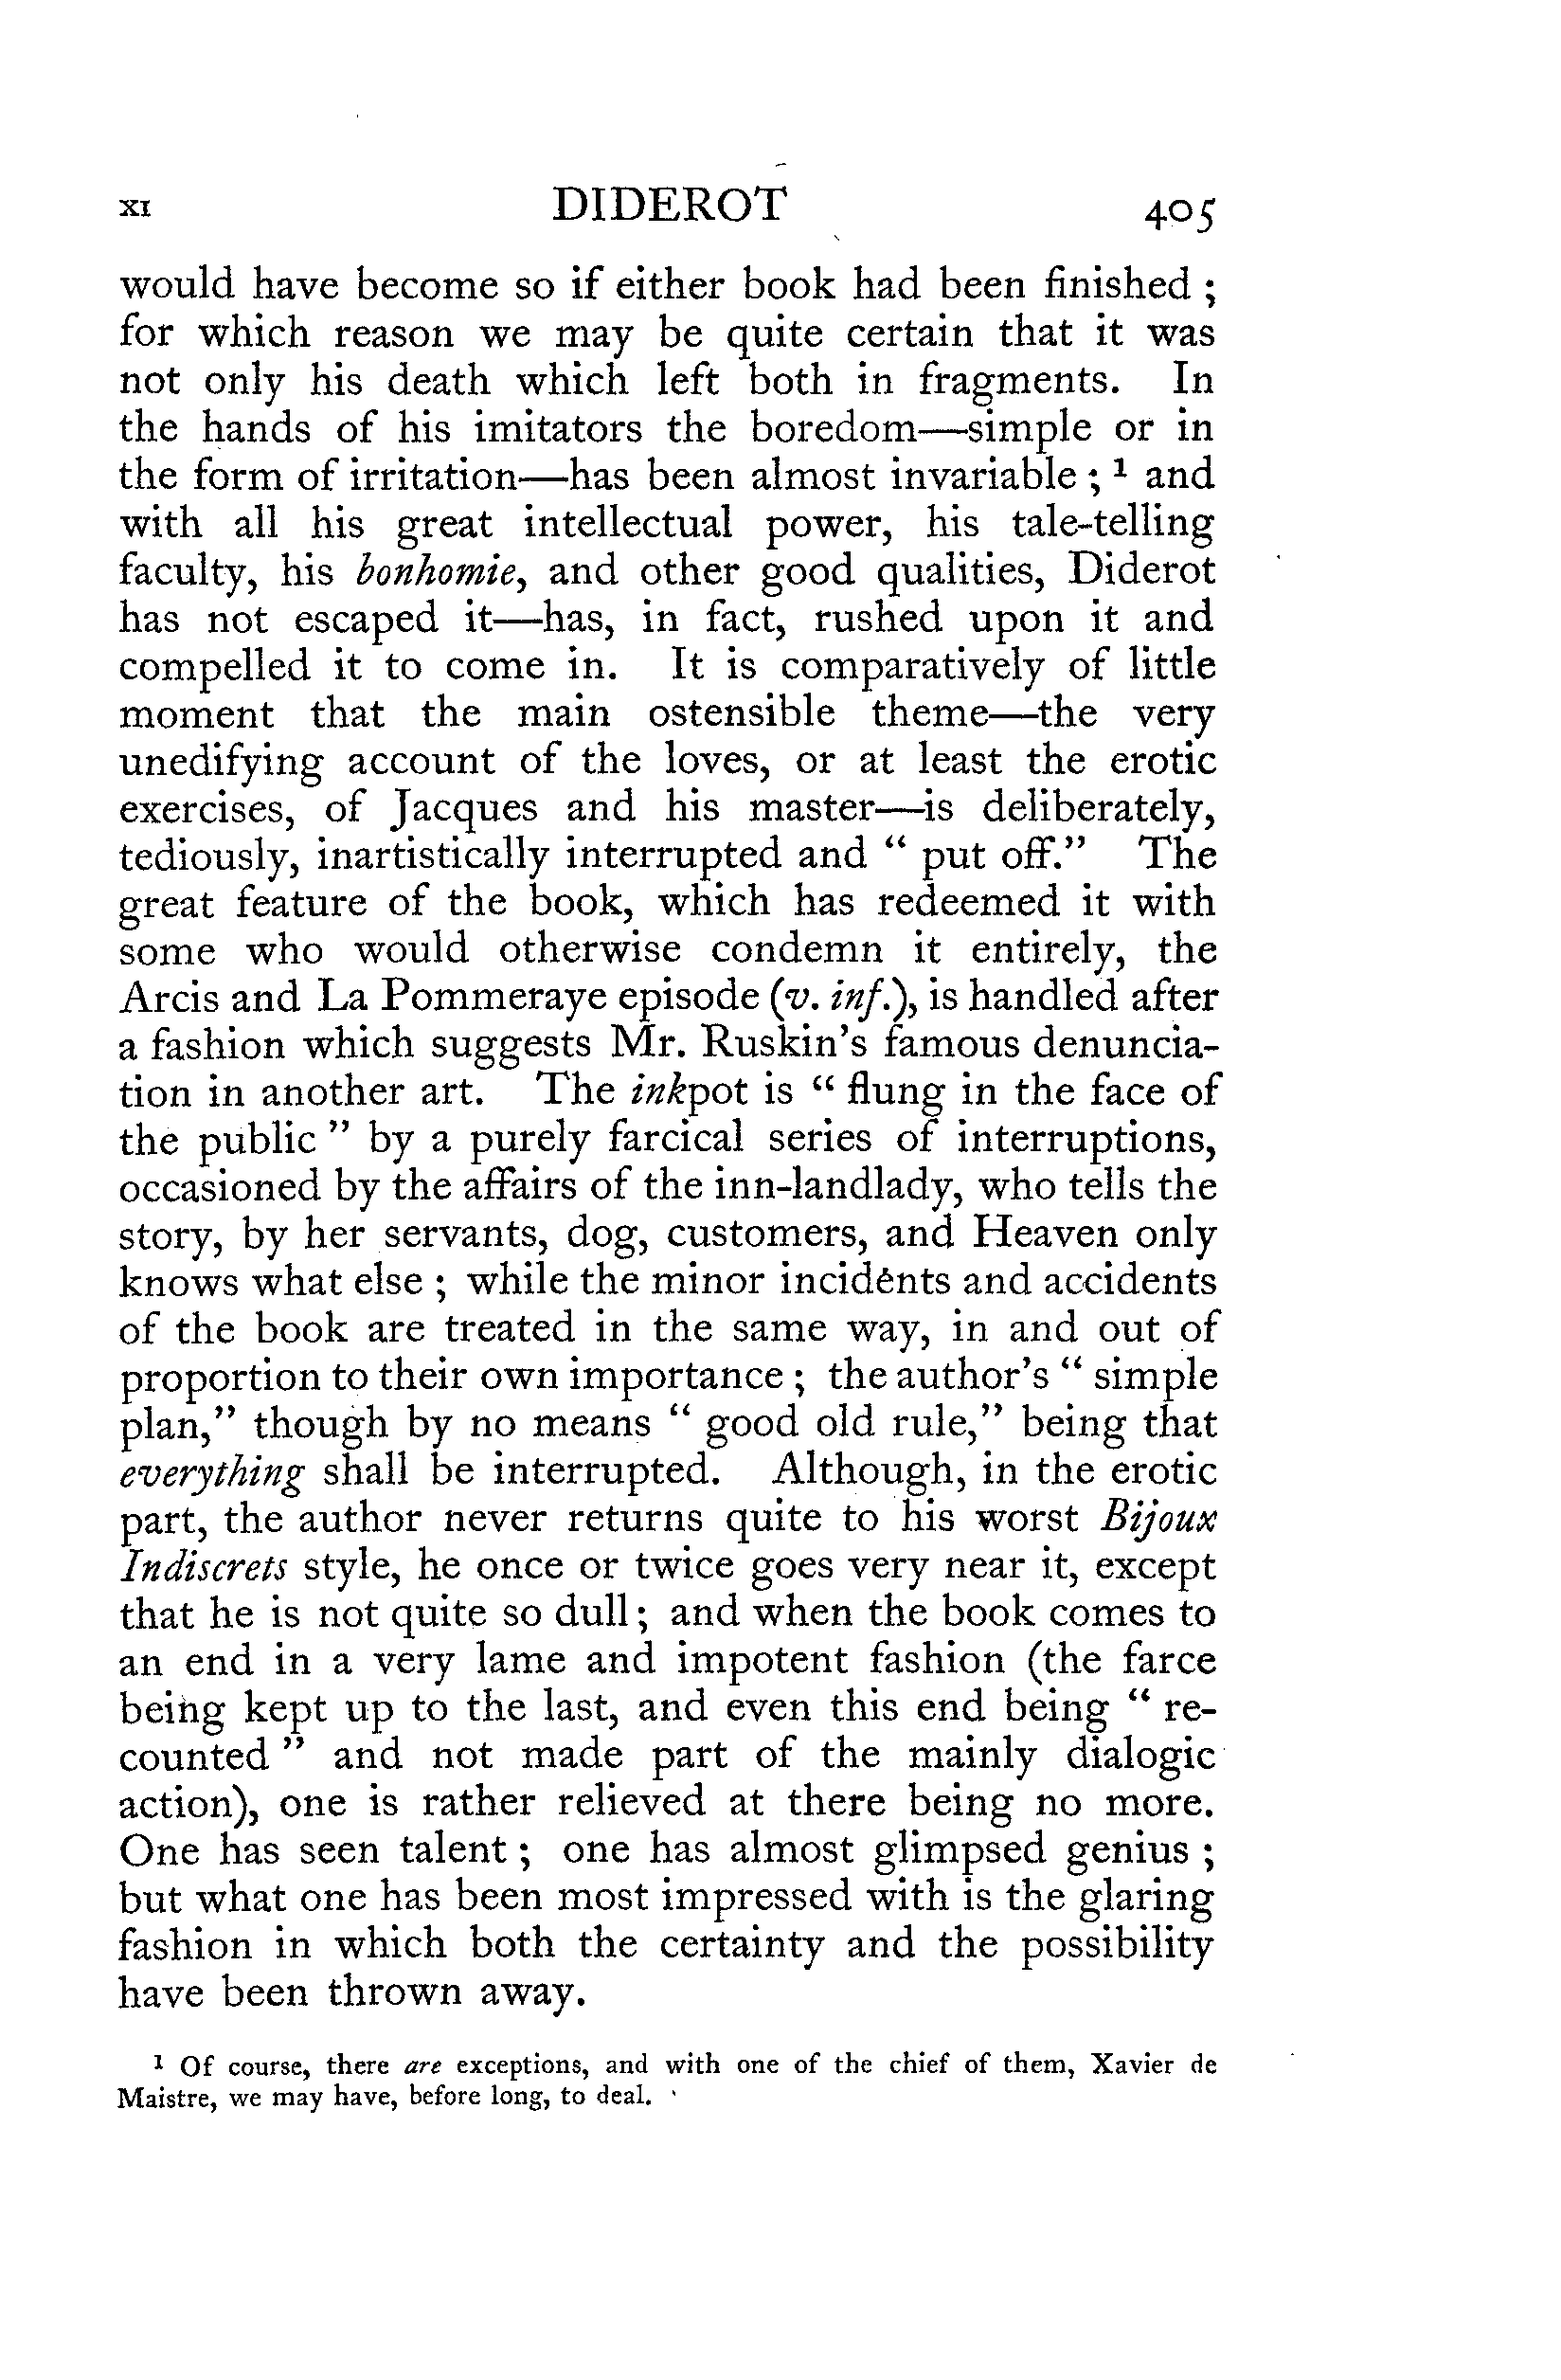 XI DIDEROT 405
would have become so if either book had been finished ;
for which reason we may be quite certain that it was
not only his death which left both in fragments. In
the hands of his imitators the boredom—simple or in
the form of irritation—has been almost invariable ; ¹ and
with all his great intellectual power, his tale-telling
faculty, his bonhomie, and other good qualities, Diderot
has not escaped it—has, in fact, rushed upon it and
compelled it to come in. It is comparatively of little
moment that the main ostensible theme—the very
unedifying account of the loves, or at least the erotic
exercises, of Jacques and his master—is deliberately,
tediously, inartistically interrupted and “ put off.” The
great feature of the book, which has redeemed it with
some who would otherwise condemn it entirely, the
Arcis and La Pommeraye episode (v. inf.), is handled after
a fashion which suggests Mr. Ruskin’s famous denuncia-
tion in another art. The inkpot is “ flung in the face of
the public ” by a purely farcical series of interruptions,
occasioned by the affairs of the inn-landlady, who tells the
story, by her servants, dog, customers, and Heaven only
knows what else ; while the minor incidents and accidents
of the book are treated in the same way, in and out of
proportion to their own importance ; the author’s “ simple
plan,” though by no means “ good old rule,” being that
everything shall be interrupted. Although, in the erotic
part, the author never returns quite to his worst Bijoux
Indiscrets style, he once or twice goes very near it, except
that he is not quite so dull ; and when the book comes to
an end in a very lame and impotent fashion (the farce
being kept up to the last, and even this end being “ re-
counted ” and not made part of the mainly dialogic
action), one is rather relieved at there being no more.
One has seen talent ; one has almost glimpsed genius ;
but what one has been most impressed with is the glaring
fashion in which both the certainty and the possibility
have been thrown away.
¹ Of course, there are exceptions, and with one of the chief of them, Xavier de
Maistre, we may have, before long, to deal.